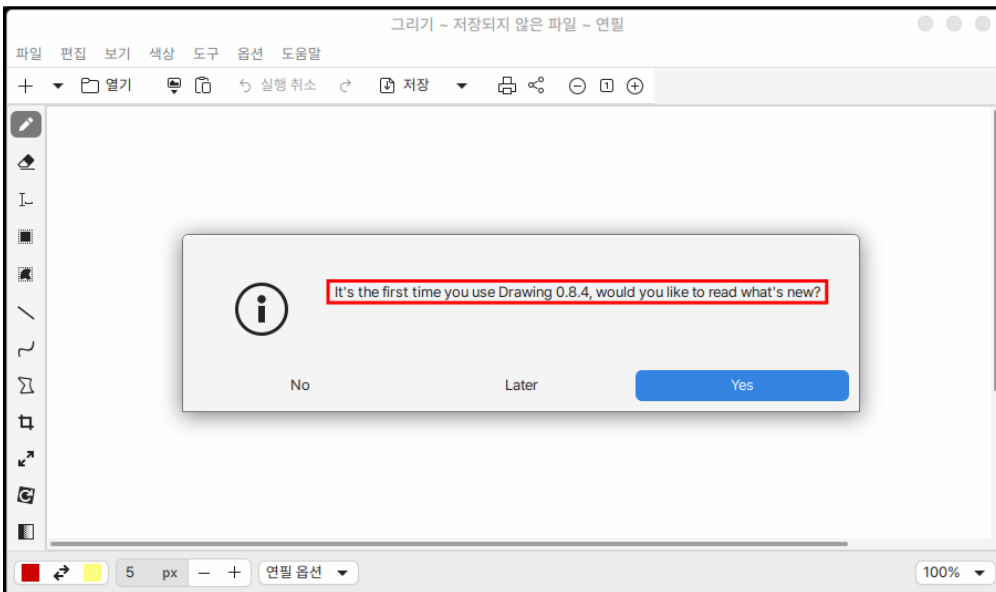 그리기 ~ 저장되지 않은 파일 ~ 연필
파일 편집 보기 색상 도구 옵션 도움말
열기 실행 취소 저장
It's the first time you use Drawing 0.8.4, would you like to read what's new?
No Later Yes
5 px 연필 옵션 100%